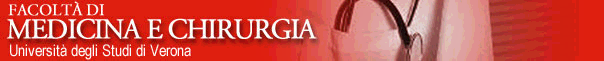 FACOLTÀ DI
MEDICINA E CHIRURGIA
Università degli Studi di Verona